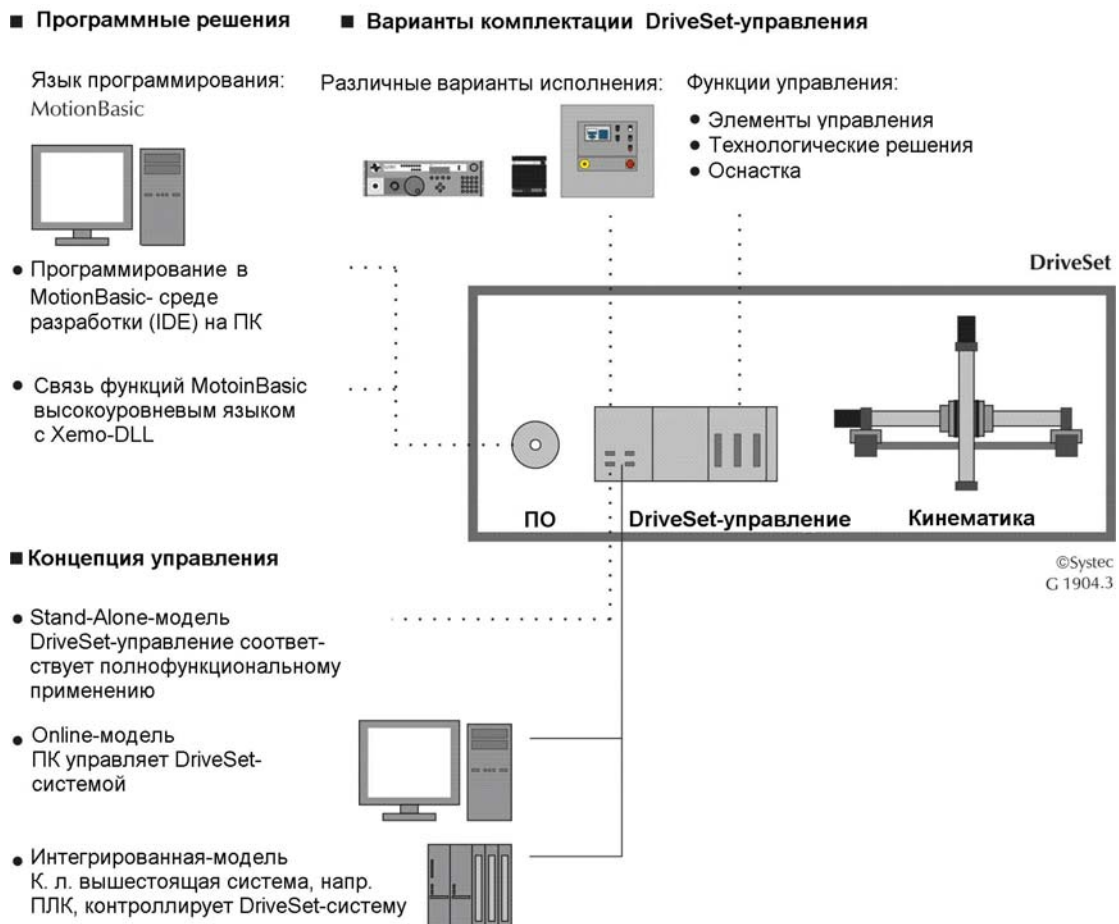 ■ Программные решения
■ Варианты комплектации DriveSet-управления
Язык программирования:
MotionBasic
Различные варианты исполнения:
Функции управления:
● Элементы управления
● Технологические решения
● Оснастка
● Программирование в
MotionBasic- среде
разработки (IDE) на ПК
● Связь функций MotoinBasic
высокоуровневым языком
с Xemo-DLL
DriveSet
ПО
DriveSet-управление
Кинематика
©Systec
G 1904.3
■ Концепция управления
● Stand-Alone-модель
DriveSet-управление соответ-
ствует полнофункциональному
применению
● Online-модель
ПК управляет DriveSet-
системой
● Интегрированная-модель
К. л. вышестоящая система, напр.
ПЛК, контроллирует DriveSet-систему